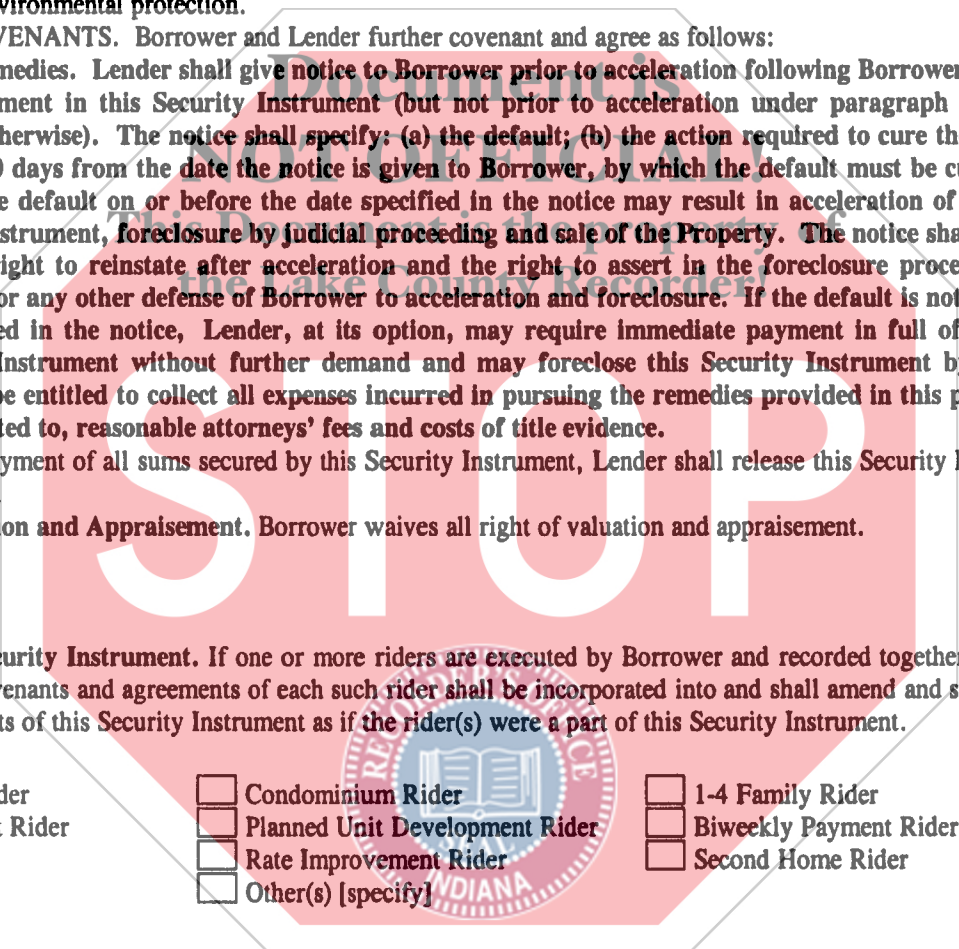 vironmental protection.
VENANTS. Borrower and Lender further covenant and agree as follows:
medies. Lender shall give notice to Borrower prior to acceleration following Borrower
ment in this Security Instrument (but not prior to acceleration under paragraph
herwise). The notice shall specify: (a) the default; (b) the action required to cure th
0 days from the date the notice is given to Borrower, by which the default must be c
e default on or before the date specified in the notice may result in acceleration of
strument, foreclosure by judicial proceeding and sale of the Property. The notice sha
ight to reinstate after acceleration and the right to assert in the foreclosure proce
or any other defense of Borrower to acceleration and foreclosure. If the default is not
ed in the notice, Lender, at its option, may require immediate payment in full of
Instrument without further demand and may foreclose this Security Instrument b
be entitled to collect all expenses incurred in pursuing the remedies provided in this p
ted to, reasonable attorneys' fees and costs of title evidence.
yment of all sums secured by this Security Instrument, Lender shall release this Security
on and Appraisement. Borrower waives all right of valuation and appraisement.
curity Instrument. If one or more riders are executed by Borrower and recorded together
venants and agreements of each such rider shall be incorporated into and shall amend and s
ts of this Security Instrument as if the rider(s) were a part of this Security Instrument.
der Condominium Rider 1-4 Family Rider
t Rider Planned Unit Development Rider Biweekly Payment Rider
Rate Improvement Rider Second Home Rider
Other(s) [specify]
Document is
NOT OFFICIAL!
This Document is the property of
the Lake County Recorder!
STOP
RECORDER'S OFFICE
SEAL
INDIANA